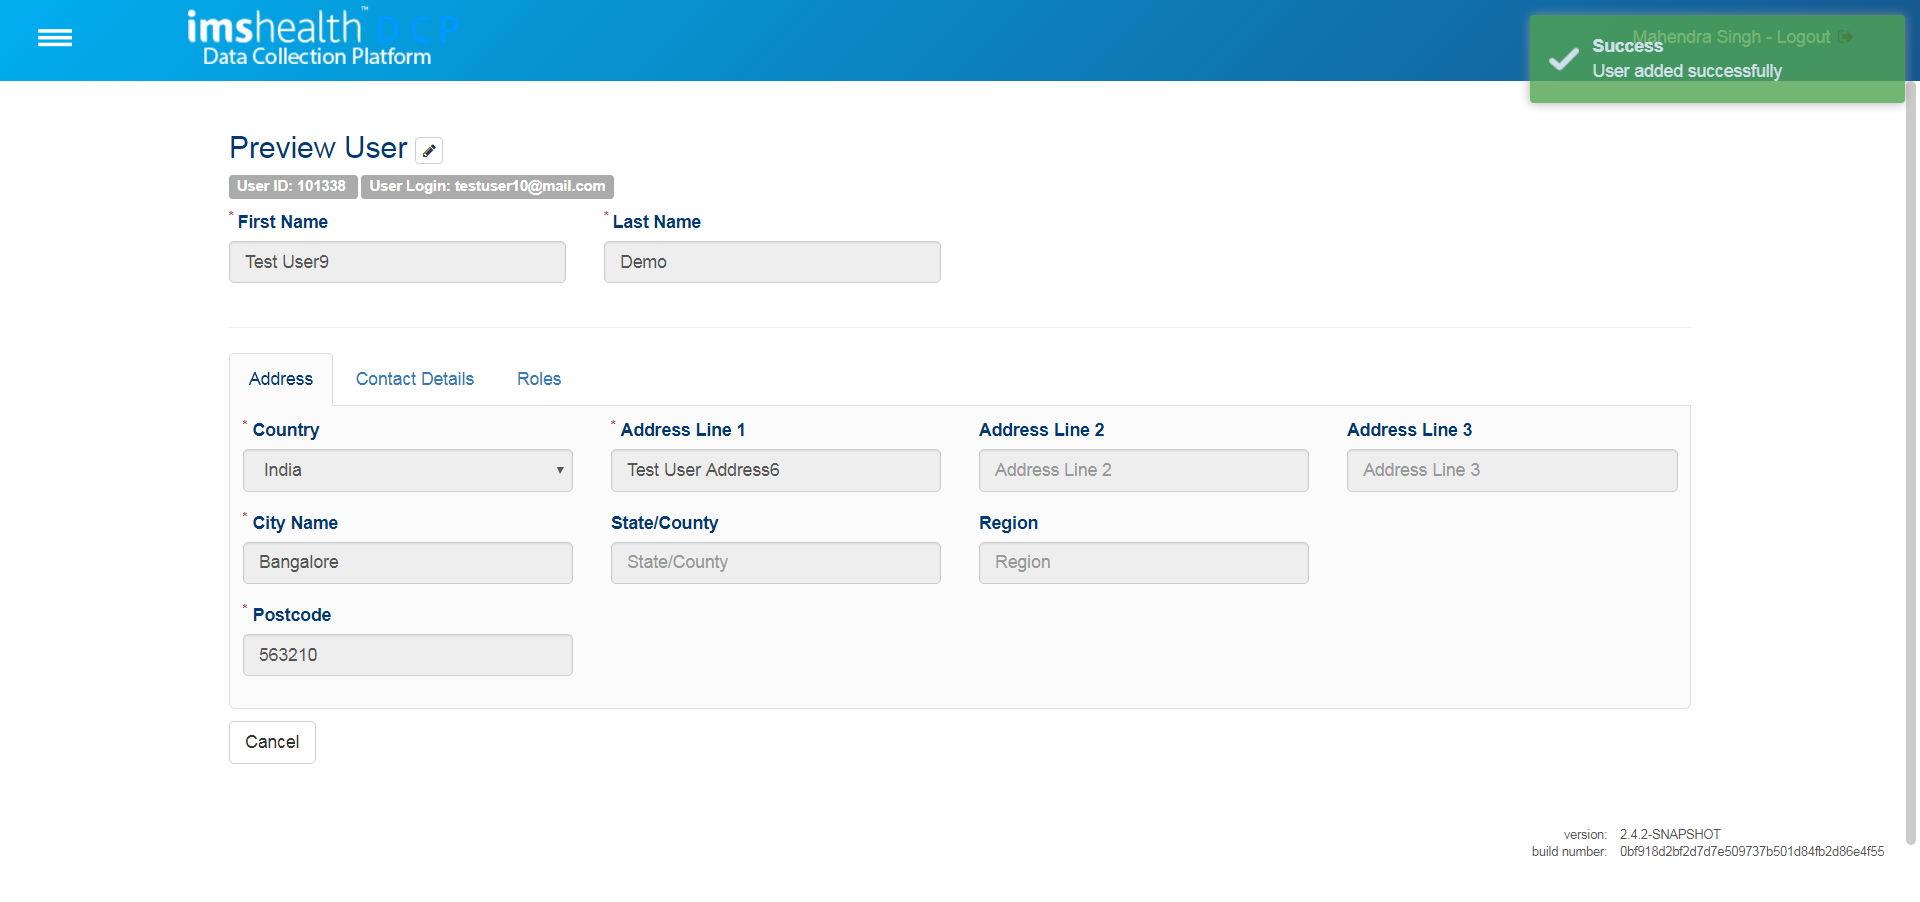 imshealth™ DCP
Data Collection Platform
Mahendra Singh - Logout
Success
User added successfully
Preview User
User ID: 101338 User Login: testuser10@mail.com
* First Name * Last Name
Test User9 Demo
Address Contact Details Roles
* Country * Address Line 1 Address Line 2 Address Line 3
India Test User Address6 Address Line 2 Address Line 3
* City Name State/County Region
Bangalore State/County Region
* Postcode
563210
Cancel
version: 2.4.2-SNAPSHOT
build number: 0bf918d2bf2d7d7e509737b501d84fb2d86e4f55